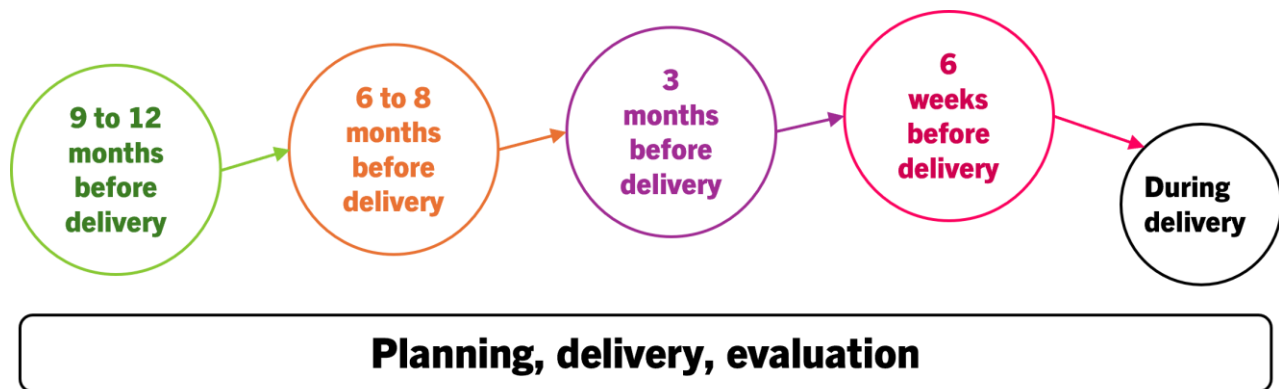 9 to 12
months
before
delivery
6 to 8
months
before
delivery
3
months
before
delivery
6
weeks
before
delivery
During
delivery
Planning, delivery, evaluation